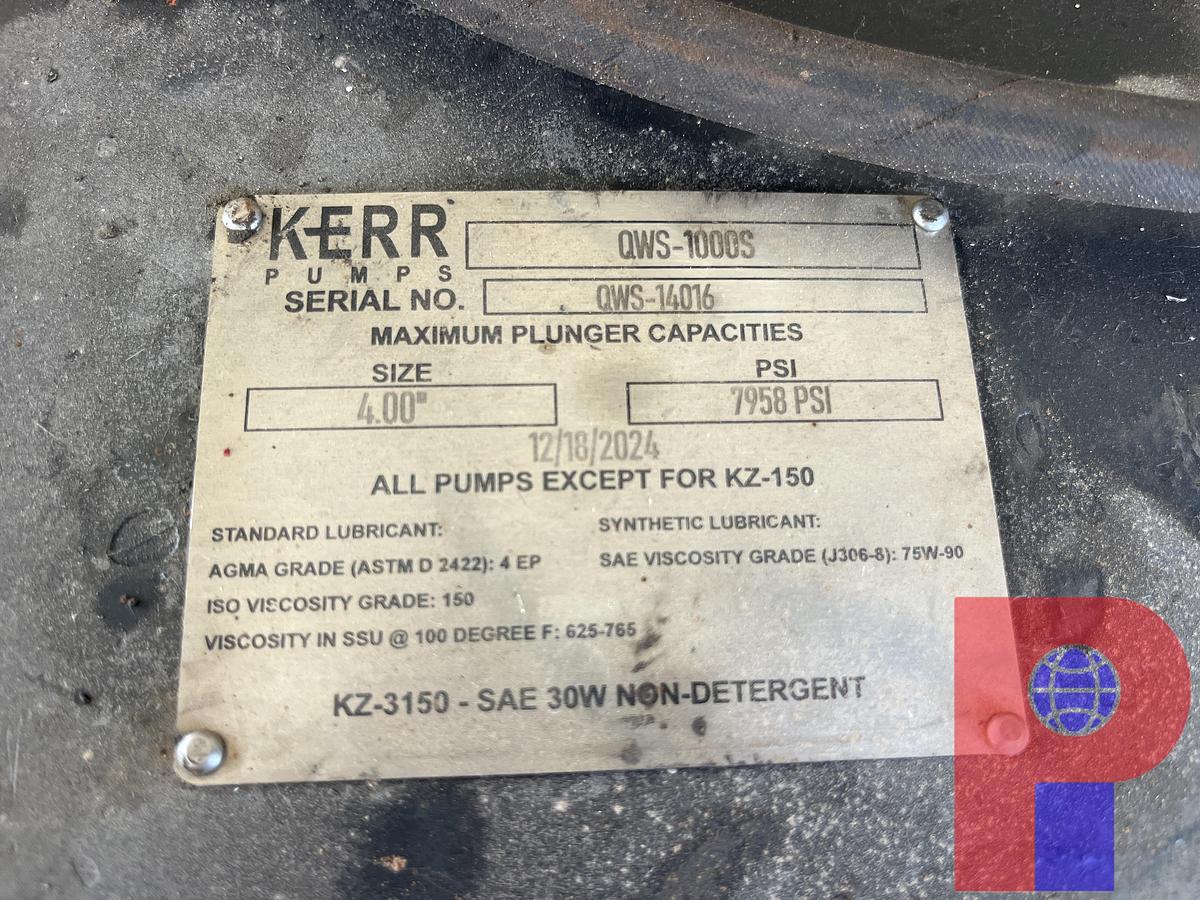 KERR
PUMPS
QWS-1000S
SERIAL NO. QWS-14016
MAXIMUM PLUNGER CAPACITIES
SIZE PSI
4.00" 7958 PSI
12/18/2024
ALL PUMPS EXCEPT FOR KZ-150
STANDARD LUBRICANT: SYNTHETIC LUBRICANT:
AGMA GRADE (ASTM D 2422): 4 EP SAE VISCOSITY GRADE (J306-8): 75W-90
ISO VISCOSITY GRADE: 150
VISCOSITY IN SSU @ 100 DEGREE F: 625-765
KZ-3150 - SAE 30W NON-DETERGENT
P